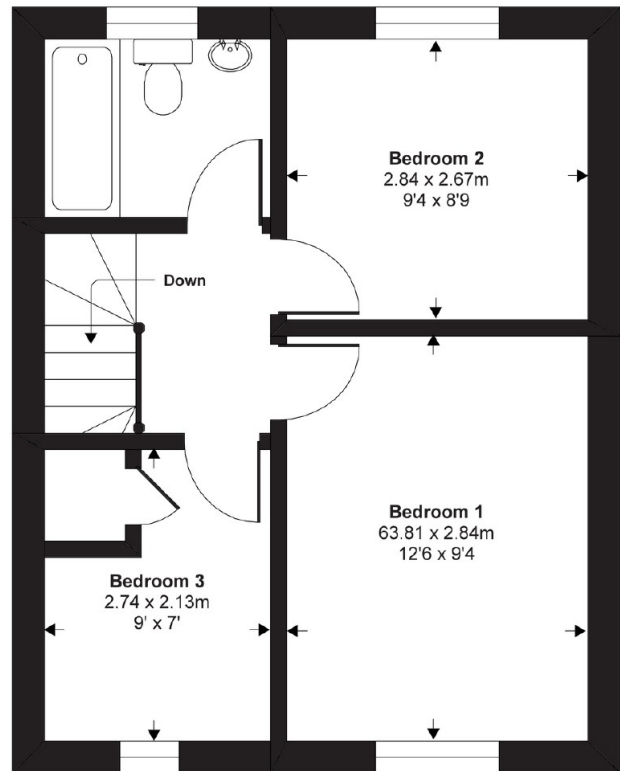 Bedroom 2
2.84 x 2.67m
9'4 x 8'9
Down
Bedroom 1
63.81 x 2.84m
12'6 x 9'4
Bedroom 3
2.74 x 2.13m
9' x 7'